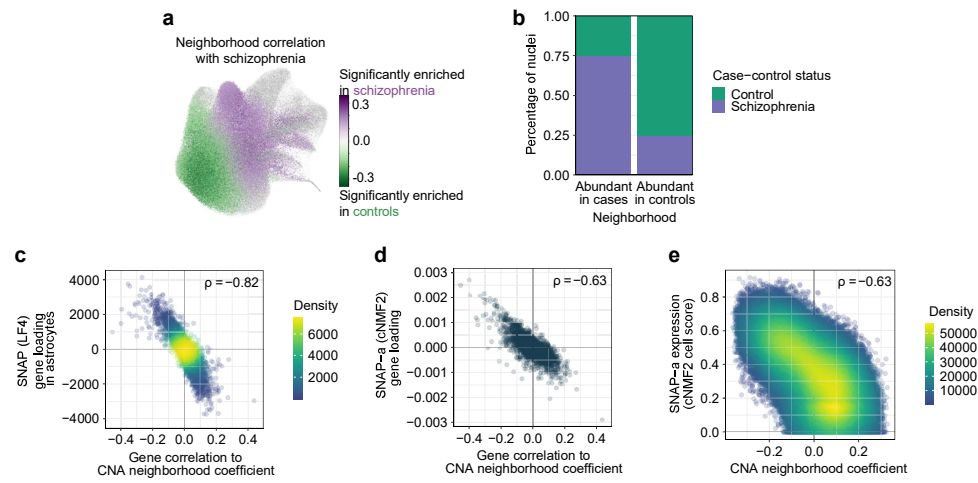 a
Neighborhood correlation
with schizophrenia
Significantly enriched
in schizophrenia
0.3
0.0
-0.3
Significantly enriched
in controls
b
Percentage of nuclei
1.00
0.75
0.50
0.25
0.00
Abundant
in cases
Abundant
in controls
Neighborhood
Case−control status
Control
Schizophrenia
c
SNAP (LF4)
gene loading
in astrocytes
4000
2000
0
−2000
−4000
ρ = −0.82
−0.4 −0.2 0.0 0.2 0.4
Gene correlation to
CNA neighborhood coefficient
Density
6000
4000
2000
d
SNAP−a (cNMF2)
gene loading
0.003
0.002
0.001
0.000
−0.001
−0.002
−0.003
ρ = −0.63
−0.4 −0.2 0.0 0.2 0.4
Gene correlation to
CNA neighborhood coefficient
e
SNAP−a expression
(cNMF2 cell score)
0.8
0.6
0.4
0.2
0.0
ρ = −0.63
−0.2 0.0 0.2
CNA neighborhood coefficient
Density
50000
40000
30000
20000
10000